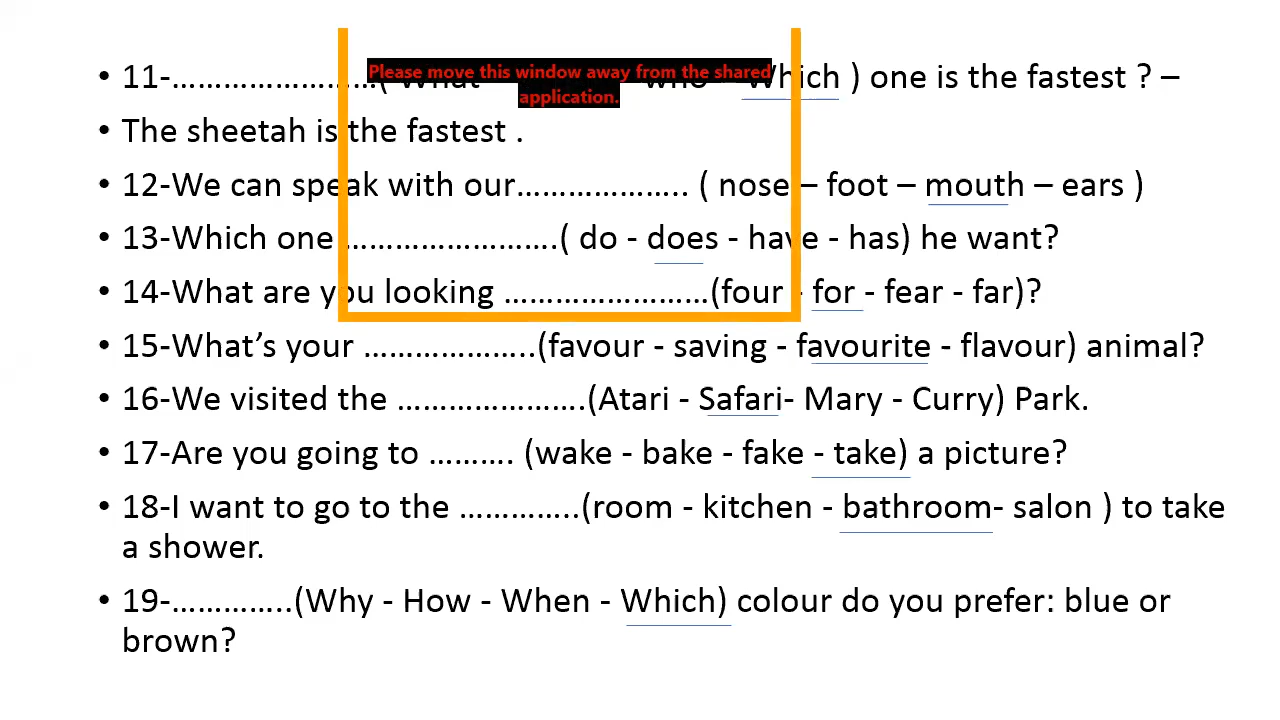 • 11-…………………..( What – – who – Which ) one is the fastest ? –
Please move this window away from the shared
application.
• The sheetah is the fastest .
• 12-We can speak with our……………….. ( nose – foot – mouth – ears )
• 13-Which one …………………….( do - does - have - has) he want?
• 14-What are you looking ……………………(four - for - fear - far)?
• 15-What’s your ………………..(favour - saving - favourite - flavour) animal?
• 16-We visited the ………………….(Atari - Safari- Mary - Curry) Park.
• 17-Are you going to ………. (wake - bake - fake - take) a picture?
• 18-I want to go to the …………..(room - kitchen - bathroom- salon ) to take
a shower.
• 19-…………..(Why - How - When - Which) colour do you prefer: blue or
brown?